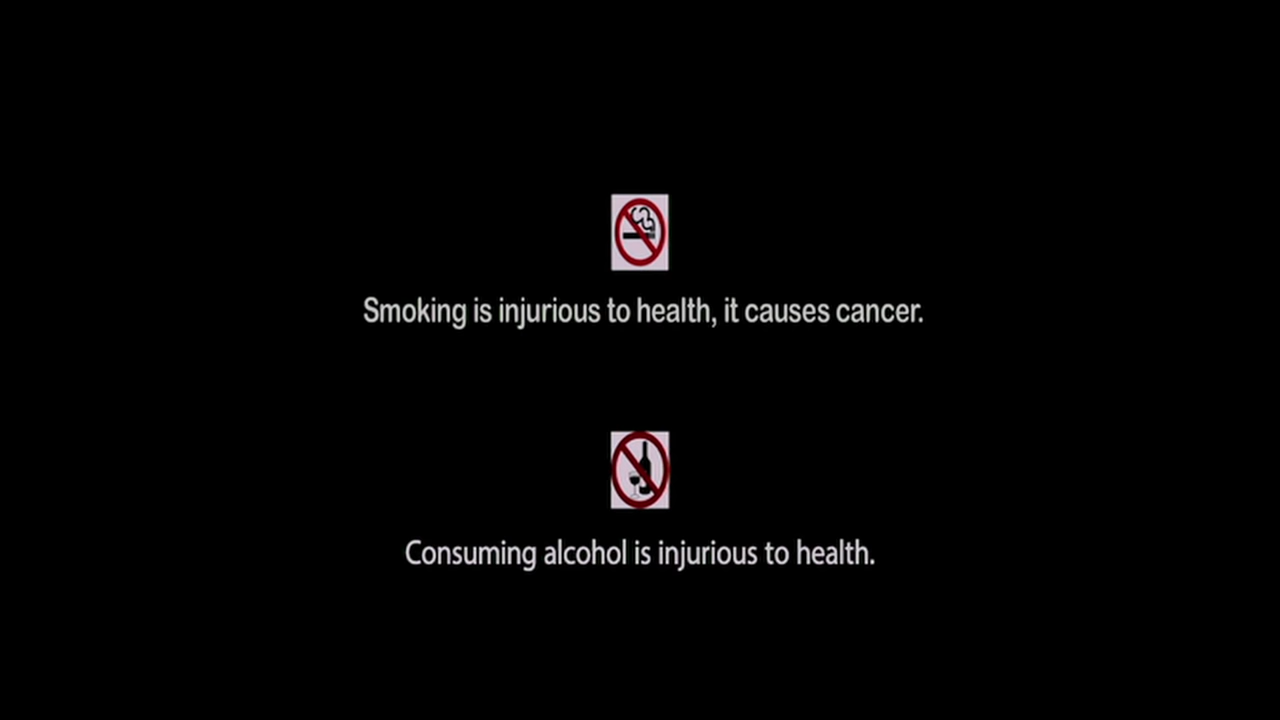 Smoking is injurious to health, it causes cancer.
Consuming alcohol is injurious to health.